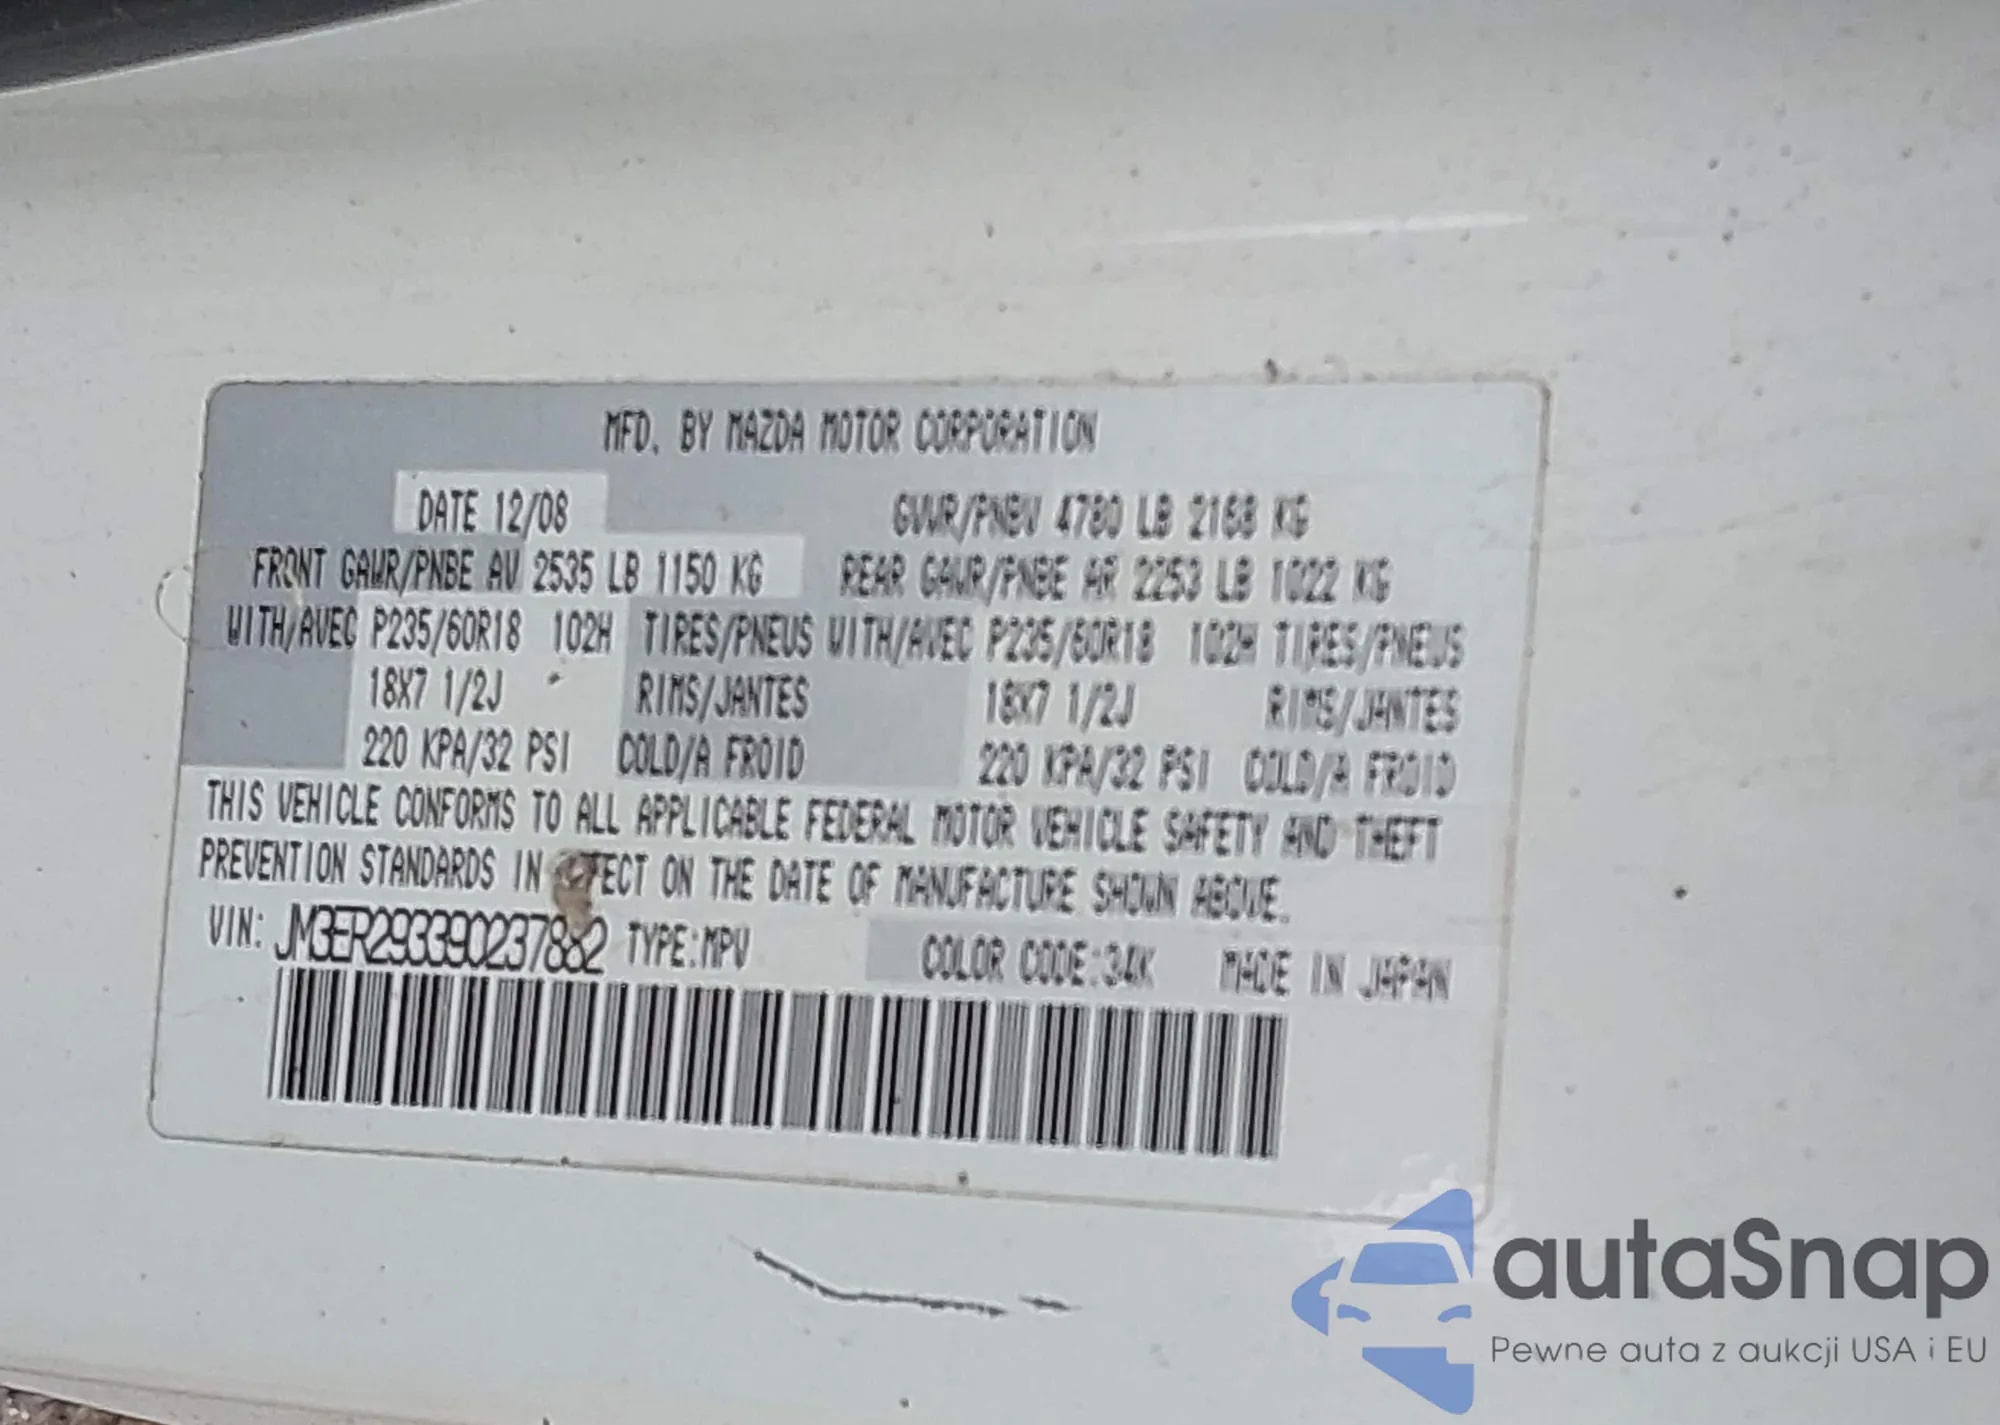 MFD. BY MAZDA MOTOR CORPORATION
DATE 12/08 GVWR/PNBV 4780 LB 2168 KG
FRONT GAWR/PNBE AV 2535 LB 1150 KG REAR GAWR/PNBE AR 2253 LB 1022 KG
WITH/AVEC P235/60R18 102H TIRES/PNEUS WITH/AVEC P235/60R18 102H TIRES/PNEUS
18X7 1/2J RIMS/JANTES 18X7 1/2J RIMS/JANTES
220 KPA/32 PSI COLD/A FROID 220 KPA/32 PSI COLD/A FROID
THIS VEHICLE CONFORMS TO ALL APPLICABLE FEDERAL MOTOR VEHICLE SAFETY AND THEFT
PREVENTION STANDARDS IN EFFECT ON THE DATE OF MANUFACTURE SHOWN ABOVE.
VIN: JM3ER293390237882 TYPE:MPV COLOR CODE:34K MADE IN JAPAN
autaSnap
Pewne auta z aukcji USA i EU